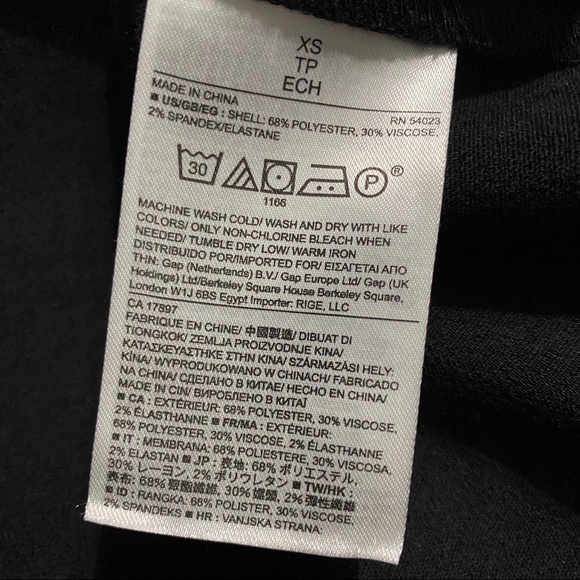 XS
TP
ECH
MADE IN CHINA RN 54023
■ US/GB/EG : SHELL: 68% POLYESTER, 30% VISCOSE,
2% SPANDEX/ELASTANE
30 P ®
1166
MACHINE WASH COLD/ WASH AND DRY WITH LIKE
COLORS/ ONLY NON-CHLORINE BLEACH WHEN
NEEDED/ TUMBLE DRY LOW/ WARM IRON
DISTRIBUTED FOR/IMPORTED FOR/ ΕΙΣΑΓΕΤΑΙ ΑΠΟ
ΤΗΝ: Gap (Netherlands) B.V./ Gap Europe Ltd/ Gap (UK
Holdings) Ltd/Berkeley Square House Berkeley Square,
London W1J 6BS Egypt Importer: RIGE, LLC
CA 17897
FABRIQUE EN CHINE/ 中國製造/ DIBUAT DI
TIONGKOK/ ZEMLJA PROIZVODNJE KINA/
ΚΑΤΑΣΚΕΥΑΣΤΗΚΕ ΣΤΗΝ ΚΙΝΑ/ SZÁRMAZÁSI HELY:
KÍNA/ WYPRODUKOWANO W CHINACH/ FABRICADO
NA CHINA/ СДЕЛАНО В КИТАЕ/ HECHO EN CHINA/
MADE IN CIN/ ВИРОБЛЕНО В КИТАЇ
■ CA : EXTÉRIEUR: 68% POLYESTER, 30% VISCOSE,
2% ÉLASTHANNE ■ FR/MA : EXTÉRIEUR:
68% POLYESTER, 30% VISCOSE, 2% ÉLASTHANNE
■ IT : MEMBRANA: 68% POLIESTERE, 30% VISCOSA,
2% ELASTAN ■ JP : 表地: 68% ポリエステル,
30% レーヨン, 2% ポリウレタン ■ TW/HK :
表布: 68% 聚酯纖維, 30% 嫘縈, 2% 彈性纖維
■ ID : RANGKA: 68% POLISTER, 30% VISCOSE,
2% SPANDEKS ■ HR : VANJSKA STRANA: